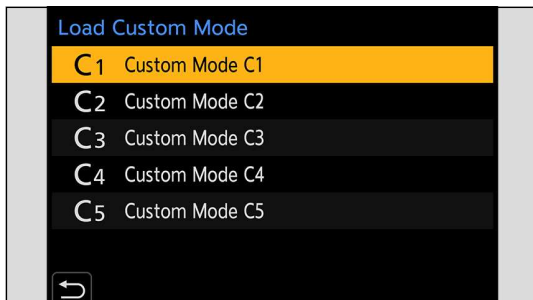 Load Custom Mode
C1 Custom Mode C1
C2 Custom Mode C2
C3 Custom Mode C3
C4 Custom Mode C4
C5 Custom Mode C5